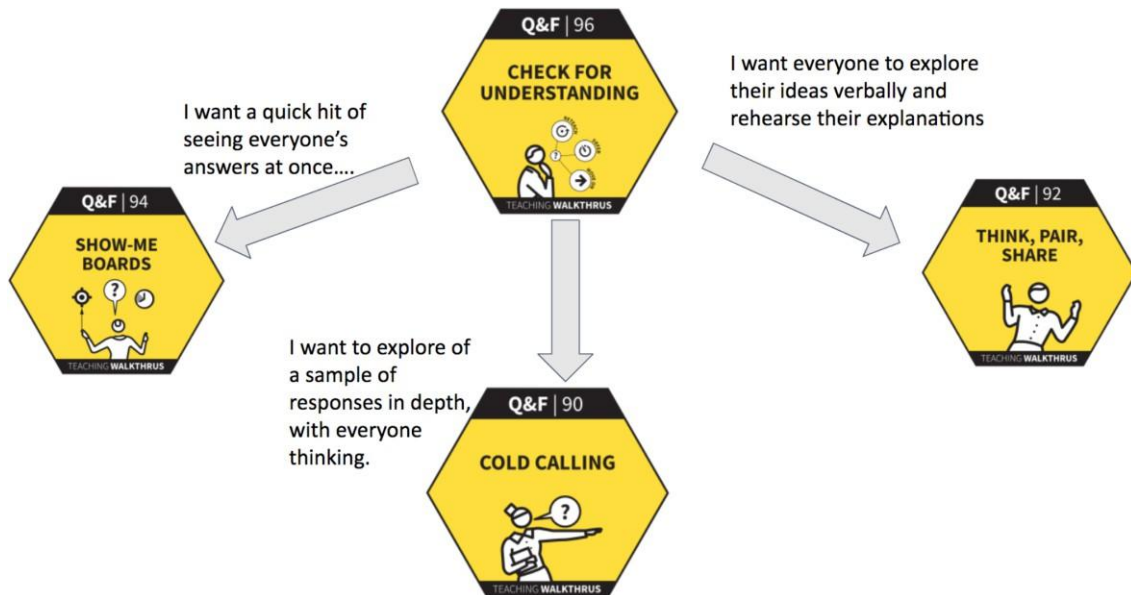 Q&F | 96
CHECK FOR
UNDERSTANDING
?
TEACHING WALKTHRUS
I want a quick hit of
seeing everyone's
answers at once....
I want everyone to explore
their ideas verbally and
rehearse their explanations
Q&F | 94
SHOW-ME
BOARDS
?
TEACHING WALKTHRUS
Q&F | 92
THINK, PAIR,
SHARE
TEACHING WALKTHRUS
I want to explore of
a sample of
responses in depth,
with everyone
thinking.
Q&F | 90
COLD CALLING
?
TEACHING WALKTHRUS